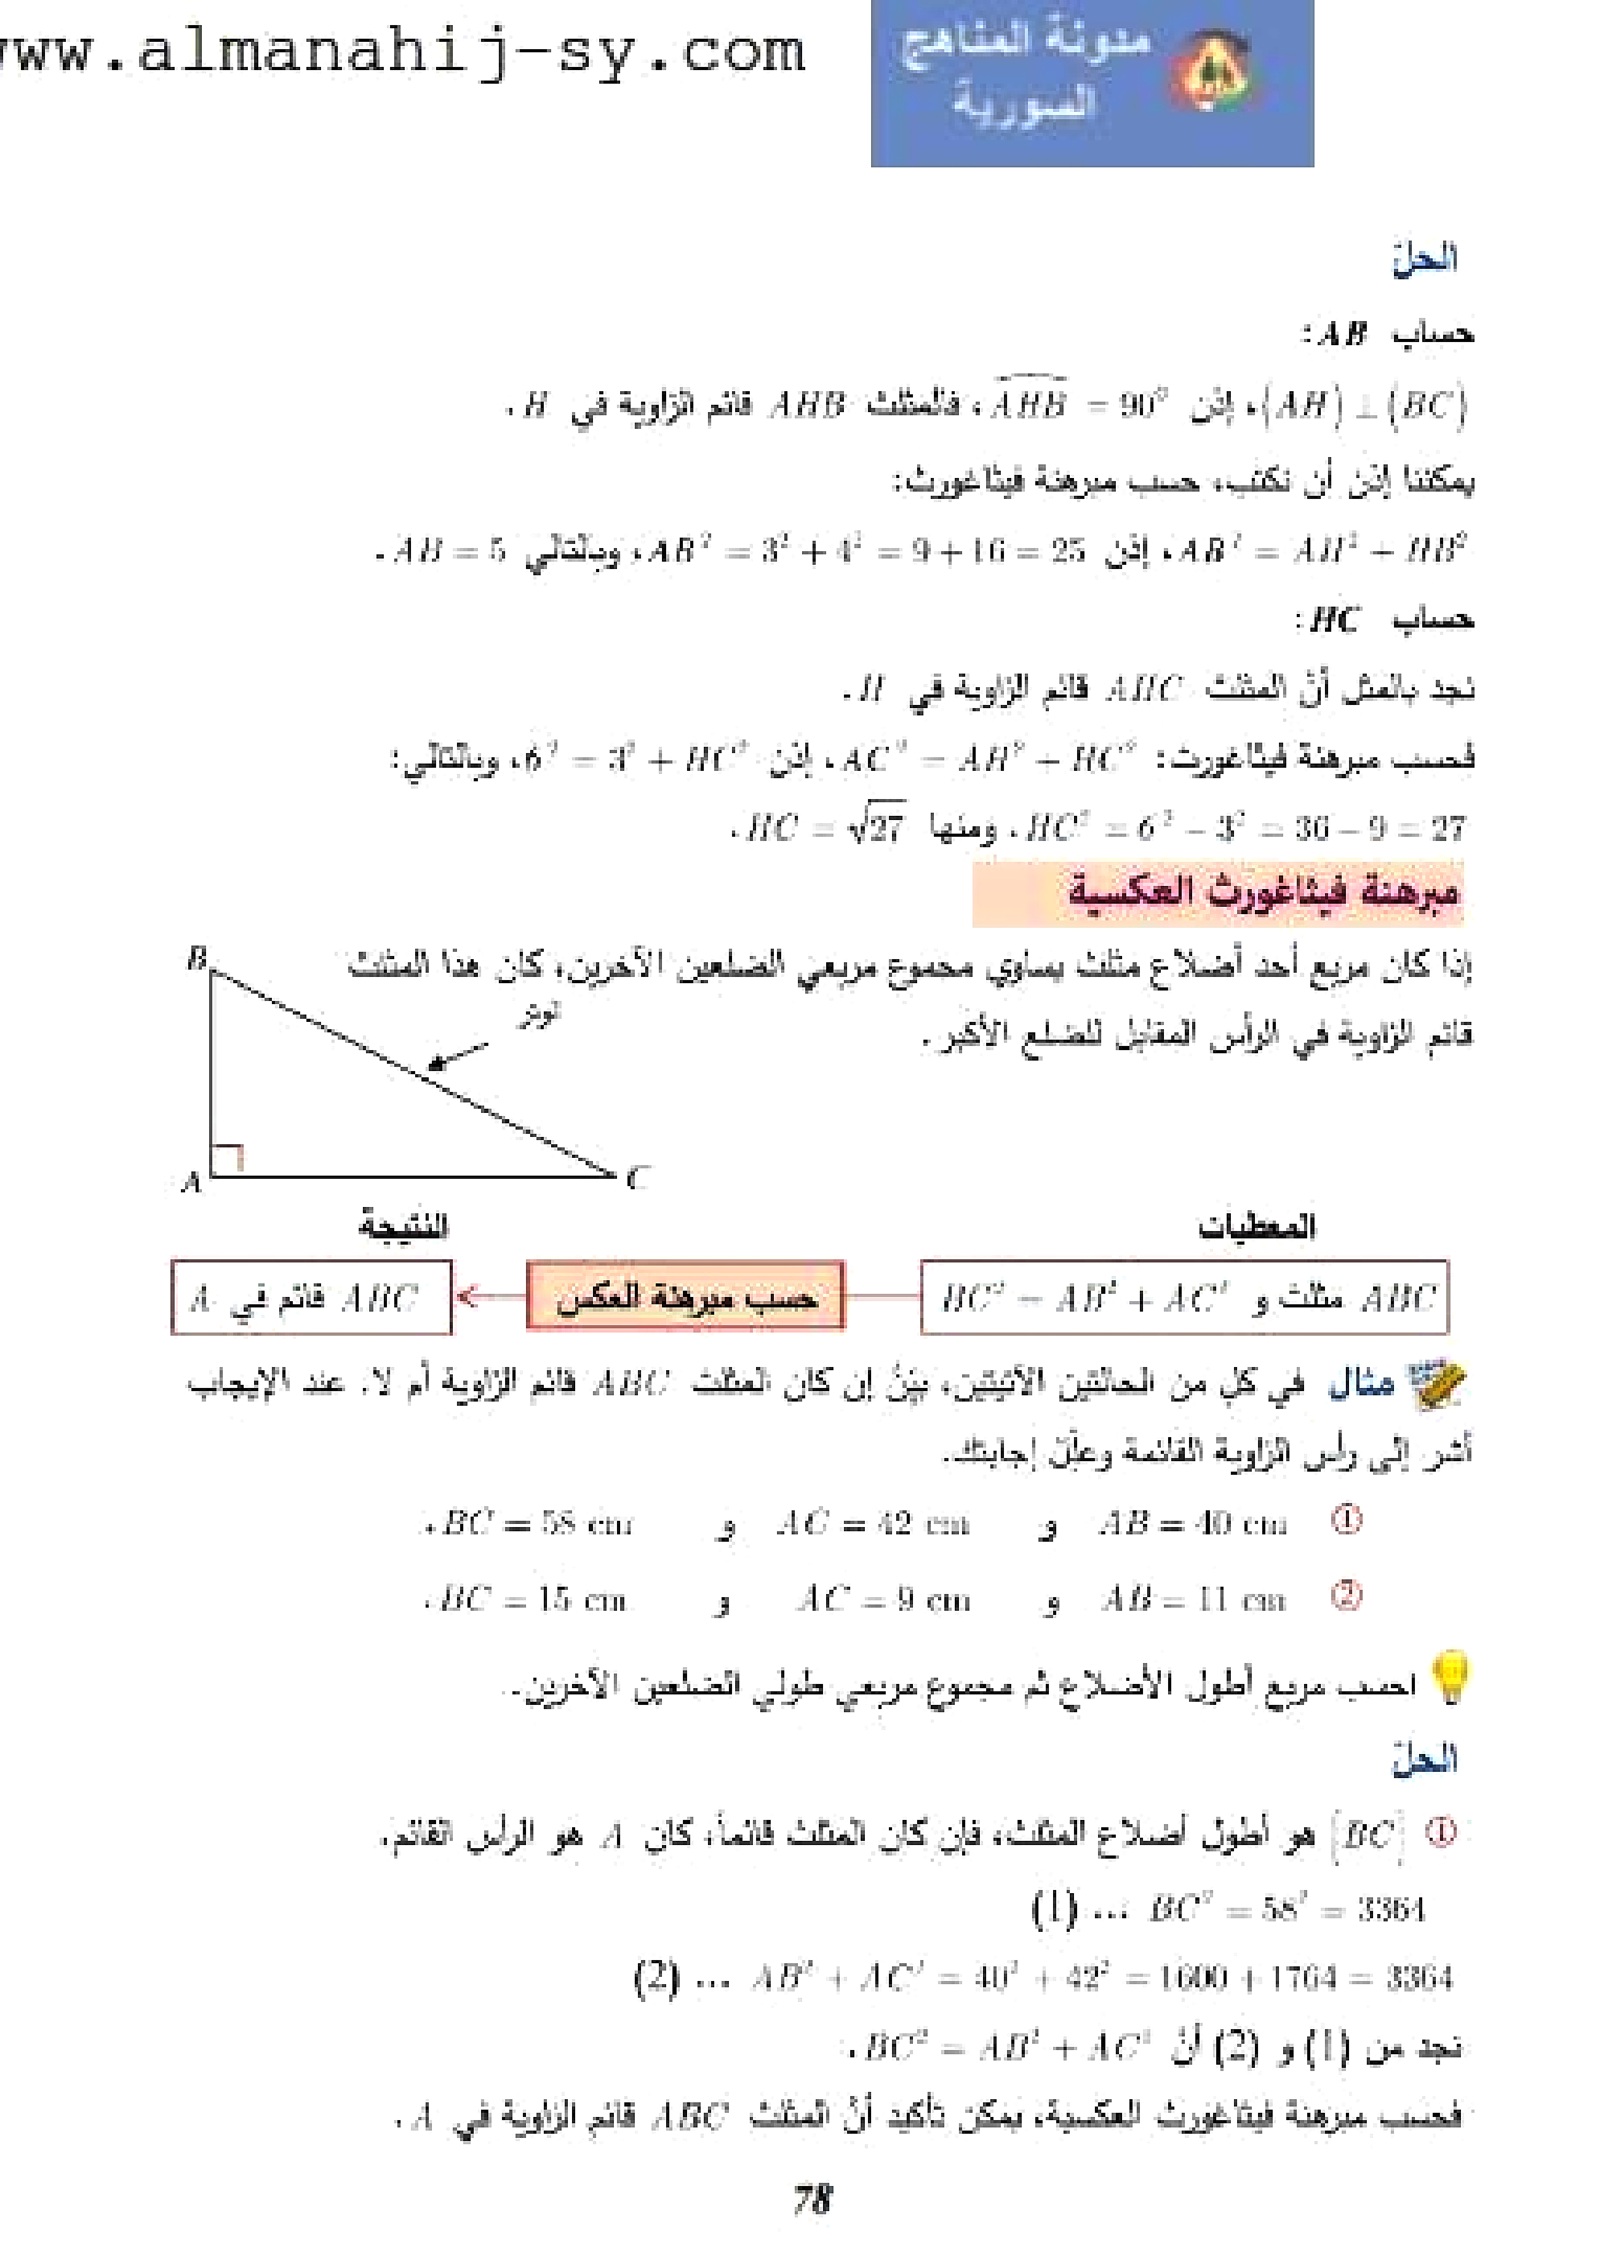 www.almanahij-sy.com
مدونة المناهج
السورية
الحلّ
حساب AB:
(AH) ⊥ (BC)، إذن AHB = 90°، فالمثلث AHB قائم الزاوية في H.
يمكننا إذن أن نكتب، حسب مبرهنة فيثاغورث:
AB² = AH² + HB²، إذن AB² = 3² + 4² = 9 + 16 = 25، وبالتالي AB = 5.
حساب HC:
نجد بالمثل أنّ المثلث AHC قائم الزاوية في H.
فحسب مبرهنة فيثاغورث: AC² = AH² + HC²، إذن 6² = 3² + HC²، وبالتالي:
HC² = 6² − 3² = 36 − 9 = 27، ومنها HC = √27.
مبرهنة فيثاغورث العكسية
إذا كان مربع أحد أضلاع مثلث يساوي مجموع مربعي الضلعين الآخرين، كان هذا المثلث
قائم الزاوية في الرأس المقابل للضلع الأكبر.
B
وتر
A
C
المعطيات
النتيجة
ABC مثلث و BC² = AB² + AC²
حسب مبرهنة العكس
ABC قائم في A
مثال في كل من الحالتين الآتيتين، بيّن إن كان المثلث ABC قائم الزاوية أم لا. عند الإيجاب
أشر إلى رأس الزاوية القائمة وعلّل إجابتك.
① AB = 40 cm و AC = 42 cm و BC = 58 cm.
② AB = 11 cm و AC = 9 cm و BC = 15 cm.
احسب مربع أطول الأضلاع ثم مجموع مربعي طولي الضلعين الآخرين.
الحلّ
① [BC] هو أطول أضلاع المثلث، فإن كان المثلث قائماً، كان A هو الرأس القائم.
BC² = 58² = 3364 ... (1)
AB² + AC² = 40² + 42² = 1600 + 1764 = 3364 ... (2)
نجد من (1) و (2) أنّ BC² = AB² + AC².
فحسب مبرهنة فيثاغورث العكسية، يمكن تأكيد أنّ المثلث ABC قائم الزاوية في A.
78